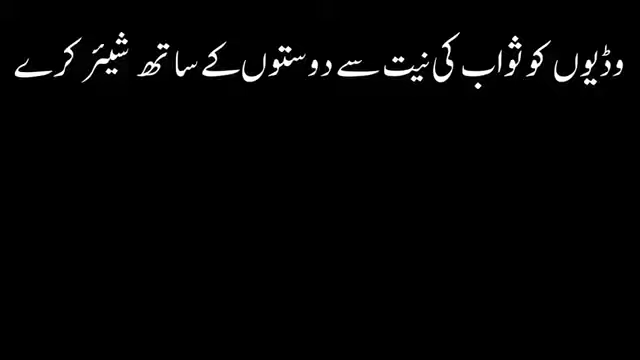 وڈیوں کو ثواب کی نیت سے دوستوں کے ساتھ شیئر کرے